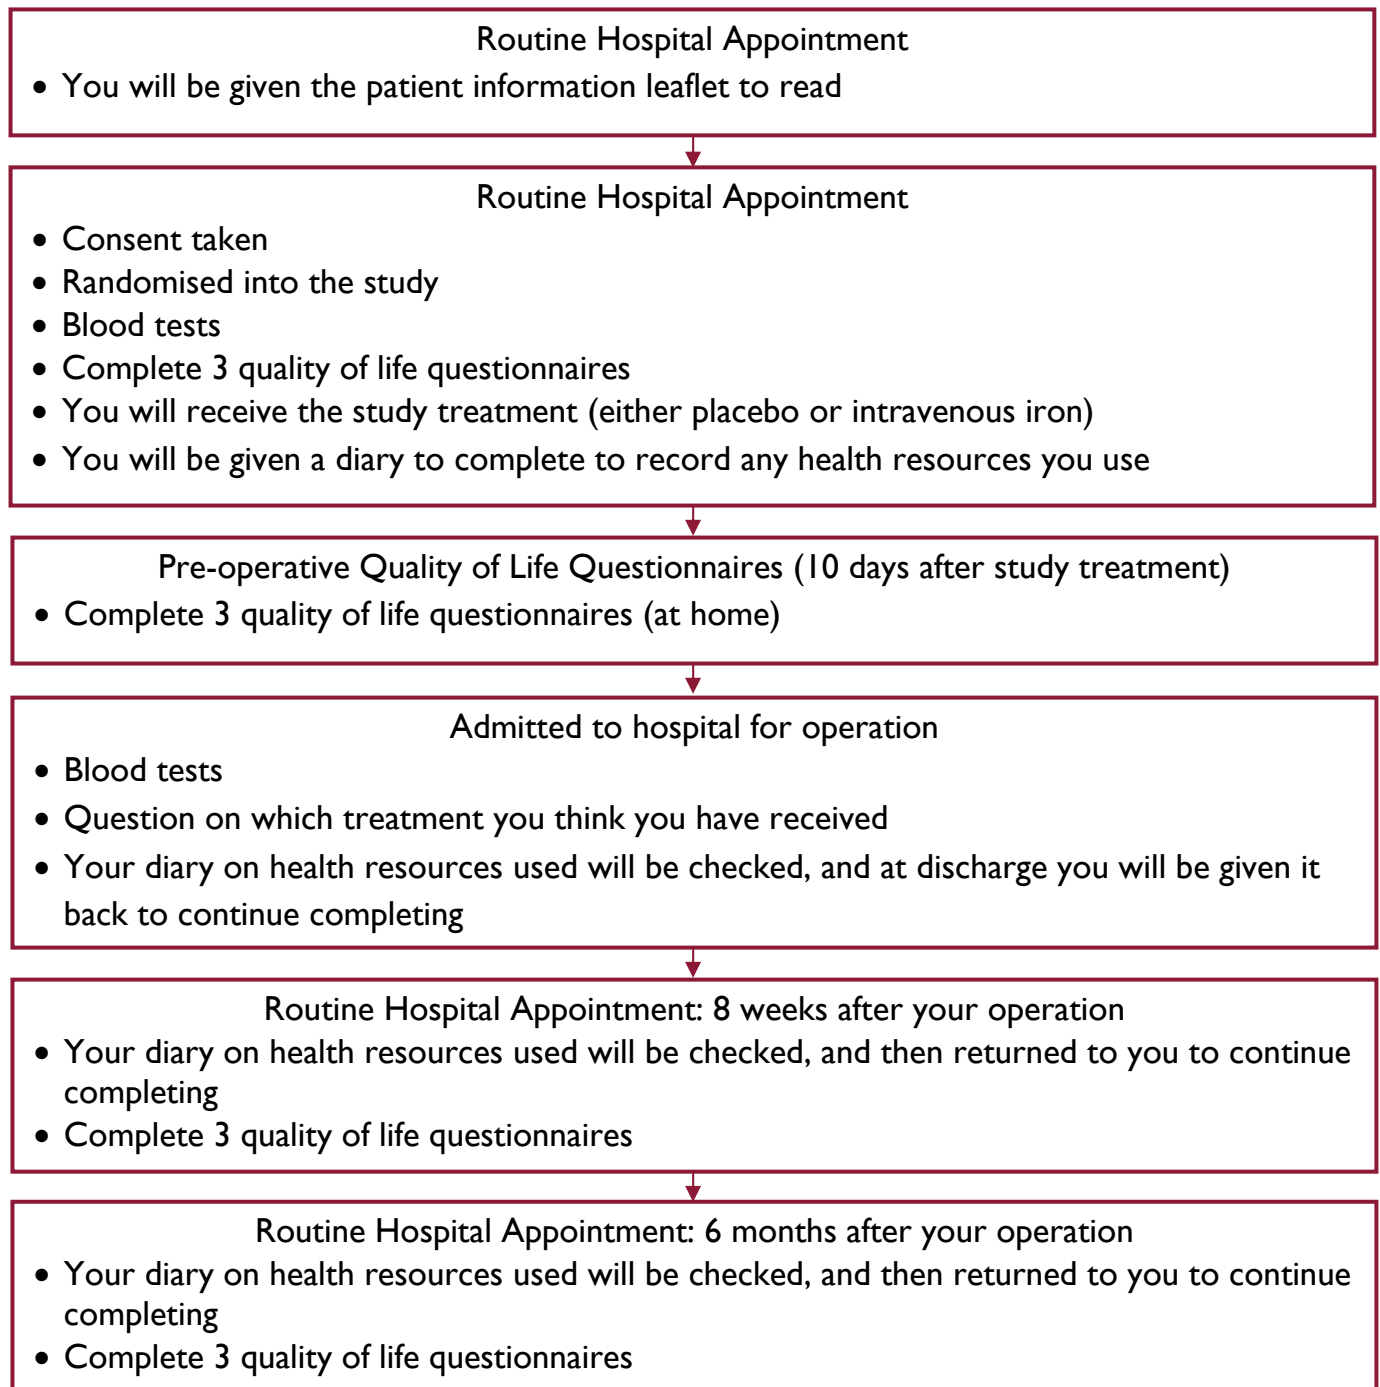 Routine Hospital Appointment
• You will be given the patient information leaflet to read
Routine Hospital Appointment
• Consent taken
• Randomised into the study
• Blood tests
• Complete 3 quality of life questionnaires
• You will receive the study treatment (either placebo or intravenous iron)
• You will be given a diary to complete to record any health resources you use
Pre-operative Quality of Life Questionnaires (10 days after study treatment)
• Complete 3 quality of life questionnaires (at home)
Admitted to hospital for operation
• Blood tests
• Question on which treatment you think you have received
• Your diary on health resources used will be checked, and at discharge you will be given it
back to continue completing
Routine Hospital Appointment: 8 weeks after your operation
• Your diary on health resources used will be checked, and then returned to you to continue
completing
• Complete 3 quality of life questionnaires
Routine Hospital Appointment: 6 months after your operation
• Your diary on health resources used will be checked, and then returned to you to continue
completing
• Complete 3 quality of life questionnaires